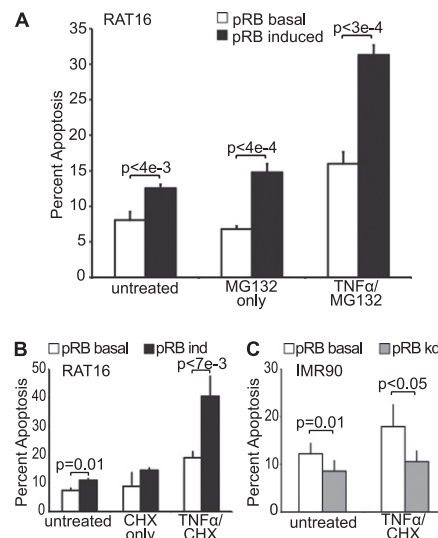 A
RAT16
pRB basal
pRB induced
Percent Apoptosis
35
30
25
20
15
10
5
0
p<4e-3
p<4e-4
p<3e-4
untreated
MG132
only
TNFα/
MG132
B
pRB basal
pRB ind
RAT16
p<7e-3
Percent Apoptosis
50
40
30
20
10
0
p=0.01
untreated
CHX
only
TNFα/
CHX
C
pRB basal
pRB kd
IMR90
Percent Apoptosis
30
20
10
0
p=0.01
p<0.05
untreated
TNFα/
CHX